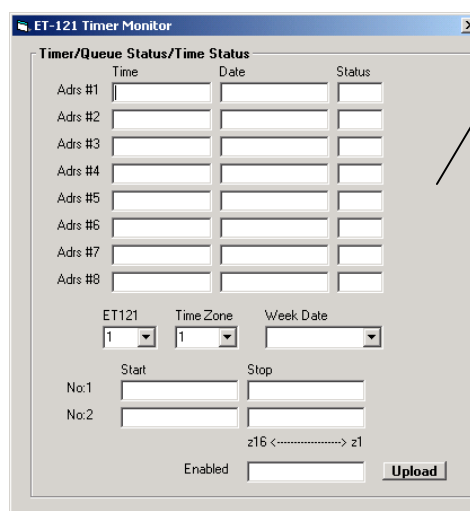 ET-121 Timer Monitor
Timer/Queue Status/Time Status
Time Date Status
Adrs #1
Adrs #2
Adrs #3
Adrs #4
Adrs #5
Adrs #6
Adrs #7
Adrs #8
ET121 Time Zone Week Date
1 1
Start Stop
No:1
No:2
z16 <-------------------> z1
Enabled Upload